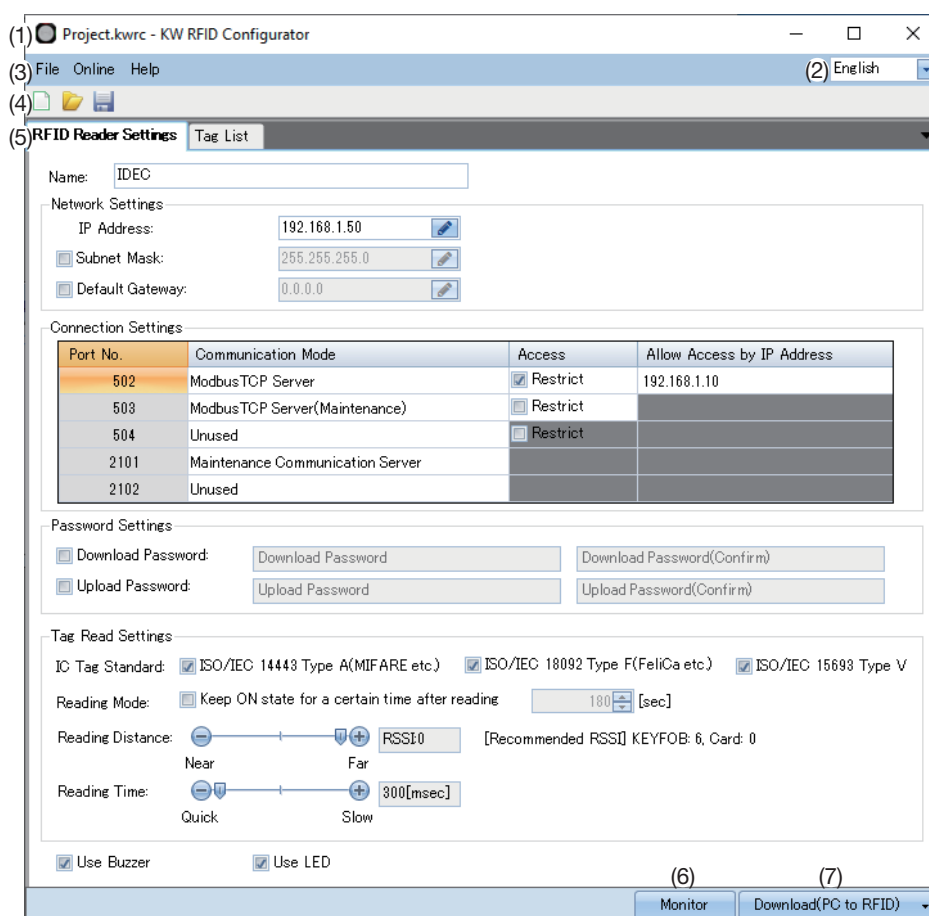 (1) Project.kwrc - KW RFID Configurator
(3) File Online Help (2) English
(4)
(5) RFID Reader Settings Tag List
Name: IDEC
Network Settings
IP Address: 192.168.1.50
Subnet Mask: 255.255.255.0
Default Gateway: 0.0.0.0
Connection Settings
Port No. Communication Mode Access Allow Access by IP Address
502 ModbusTCP Server Restrict 192.168.1.10
503 ModbusTCP Server(Maintenance) Restrict
504 Unused Restrict
2101 Maintenance Communication Server
2102 Unused
Password Settings
Download Password: Download Password Download Password(Confirm)
Upload Password: Upload Password Upload Password(Confirm)
Tag Read Settings
IC Tag Standard: ISO/IEC 14443 Type A(MIFARE etc.) ISO/IEC 18092 Type F(FeliCa etc.) ISO/IEC 15693 Type V
Reading Mode: Keep ON state for a certain time after reading 180 [sec]
Reading Distance: RSSI:0 [Recommended RSSI] KEYFOB: 6, Card: 0
Near Far
Reading Time: 300[msec]
Quick Slow
Use Buzzer Use LED
(6) (7)
Monitor Download(PC to RFID)